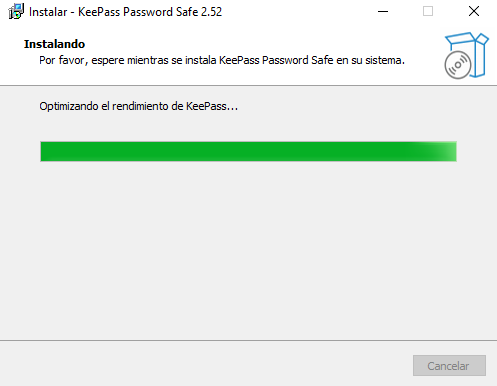 Instalar - KeePass Password Safe 2.52
Instalando
Por favor, espere mientras se instala KeePass Password Safe en su sistema.
Optimizando el rendimiento de KeePass...
Cancelar